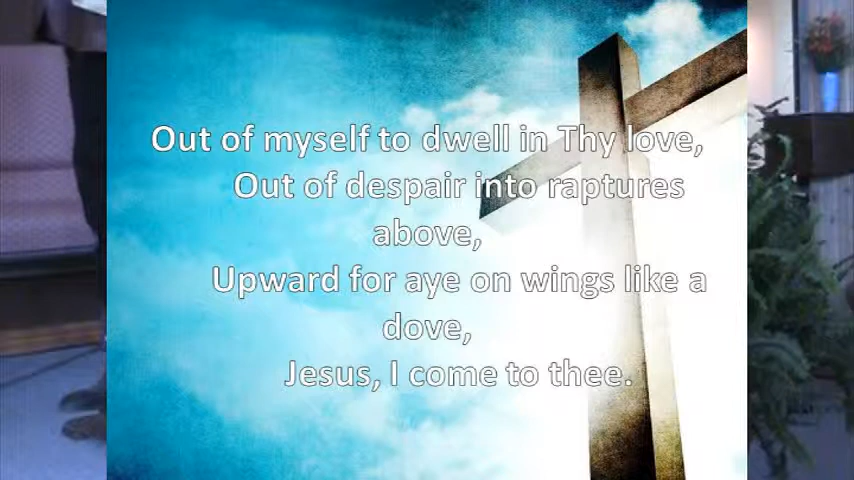 Out of myself to dwell in Thy love,
Out of despair into raptures
above,
Upward for aye on wings like a
dove,
Jesus, I come to thee.